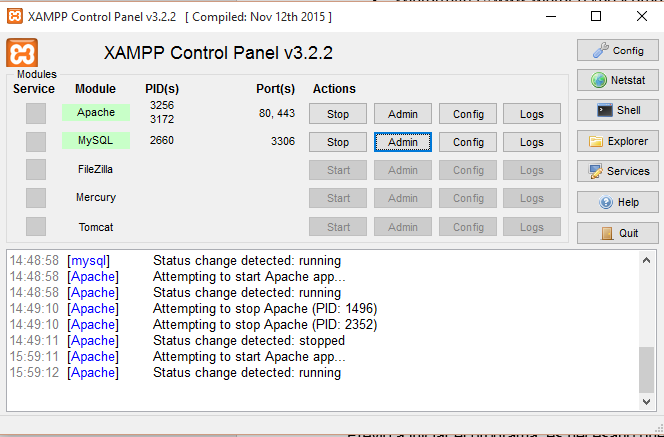 XAMPP Control Panel v3.2.2 [ Compiled: Nov 12th 2015 ]
XAMPP Control Panel v3.2.2
Config
Modules
Service Module PID(s) Port(s) Actions
Netstat
Apache 3256 3172 80, 443 Stop Admin Config Logs
Shell
MySQL 2660 3306 Stop Admin Config Logs
Explorer
FileZilla Start Admin Config Logs
Services
Mercury Start Admin Config Logs
Help
Tomcat Start Admin Config Logs
Quit
14:48:58 [mysql] Status change detected: running
14:48:58 [Apache] Attempting to start Apache app...
14:48:58 [Apache] Status change detected: running
14:49:10 [Apache] Attempting to stop Apache (PID: 1496)
14:49:10 [Apache] Attempting to stop Apache (PID: 2352)
14:49:11 [Apache] Status change detected: stopped
15:59:11 [Apache] Attempting to start Apache app...
15:59:12 [Apache] Status change detected: running